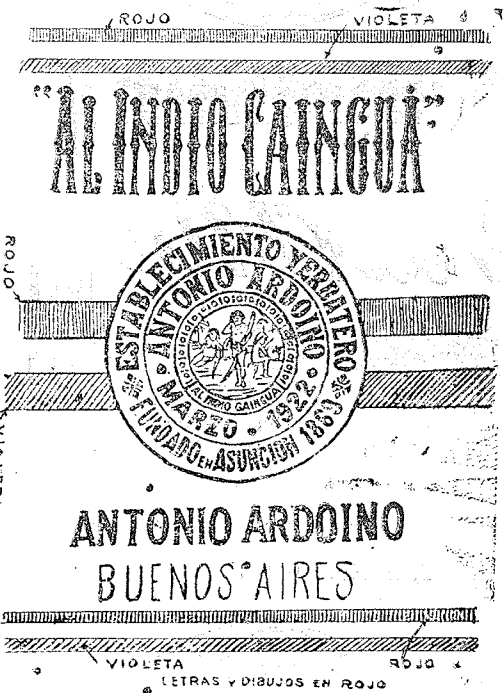 ROJO VIOLETA
"AL INDIO CAINGUÁ"
ROJO
ESTABLECIMIENTO YERBATERO
ANTONIO ARDOINO
AL INDIO CAINGUA
MARZO 1922
FUNDADO EN ASUNCION 1869
ANTONIO ARDOINO
BUENOS AIRES
VIOLETA ROJO
LETRAS Y DIBUJOS EN ROJO